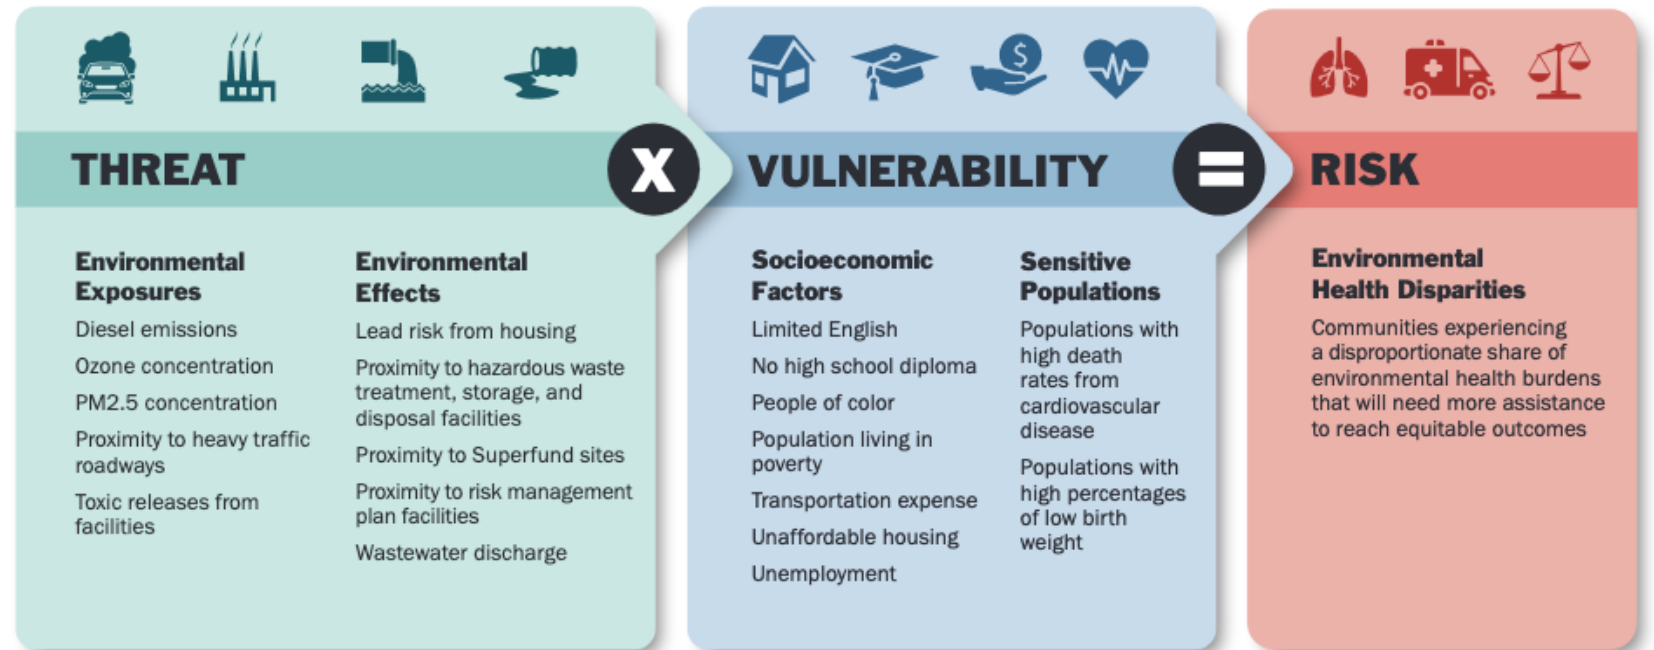 THREAT
X
VULNERABILITY
=
RISK
Environmental
Exposures
Diesel emissions
Ozone concentration
PM2.5 concentration
Proximity to heavy traffic
roadways
Toxic releases from
facilities
Environmental
Effects
Lead risk from housing
Proximity to hazardous waste
treatment, storage, and
disposal facilities
Proximity to Superfund sites
Proximity to risk management
plan facilities
Wastewater discharge
$
Socioeconomic
Factors
Limited English
No high school diploma
People of color
Population living in
poverty
Transportation expense
Unaffordable housing
Unemployment
Sensitive
Populations
Populations with
high death
rates from
cardiovascular
disease
Populations with
high percentages
of low birth
weight
Environmental
Health Disparities
Communities experiencing
a disproportionate share of
environmental health burdens
that will need more assistance
to reach equitable outcomes